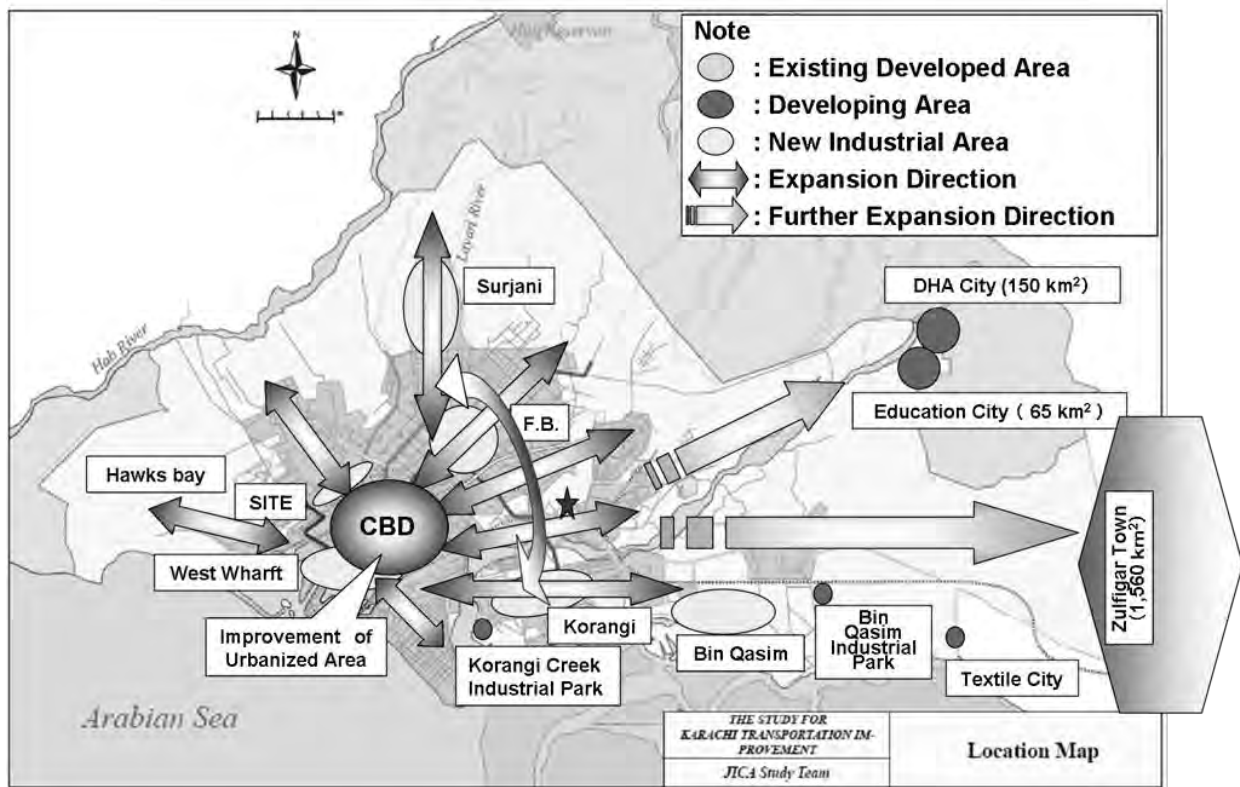 Hub Reservoir
Note
: Existing Developed Area
: Developing Area
: New Industrial Area
: Expansion Direction
: Further Expansion Direction
N
Layari River
Surjani
DHA City (150 km²)
Hab River
F.B.
Education City ( 65 km²)
Hawks bay
SITE
CBD
West Wharft
Improvement of
Urbanized Area
Korangi
Korangi Creek
Industrial Park
Bin Qasim
Bin
Qasim
Industrial
Park
Textile City
Zulfigar Town
(1,560 km²)
Arabian Sea
THE STUDY FOR
KARACHI TRANSPORTATION IM-
PROVEMENT
JICA Study Team
Location Map